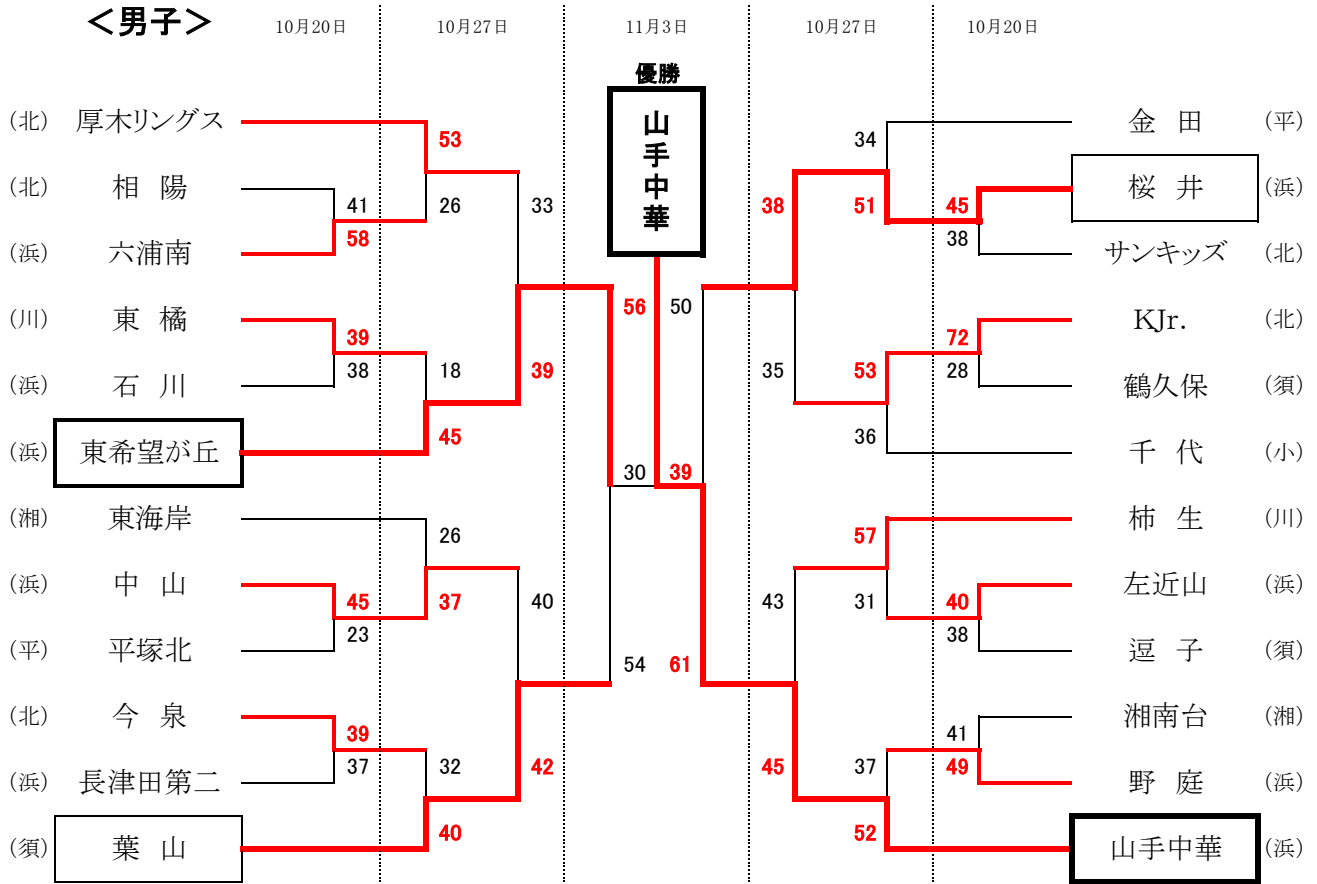 ＜男子＞ 10月20日 10月27日 11月3日 10月27日 10月20日
優勝
山手中華
(北) 厚木リングス 53 34 金 田 (平)
(北) 相 陽 41 26 33 38 51 45 桜 井 (浜)
(浜) 六浦南 58 38 サンキッズ (北)
56 50
(川) 東 橘 39 72 KJr. (北)
(浜) 石 川 38 18 39 35 53 28 鶴久保 (須)
(浜) 東希望が丘 45 36 千 代 (小)
30 39
(湘) 東海岸 26 57 柿 生 (川)
(浜) 中 山 45 37 40 43 31 40 左近山 (浜)
(平) 平塚北 23 38 逗 子 (須)
54 61
(北) 今 泉 39 41 湘南台 (湘)
(浜) 長津田第二 37 32 42 45 37 49 野 庭 (浜)
(須) 葉 山 40 52 山手中華 (浜)